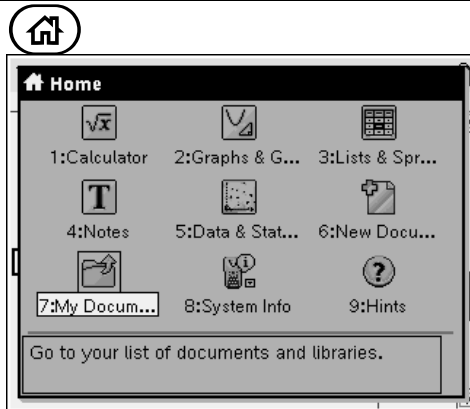 Home
1:Calculator 2:Graphs & G... 3:Lists & Spr...
4:Notes 5:Data & Stat... 6:New Docu...
7:My Docum... 8:System Info 9:Hints
Go to your list of documents and libraries.